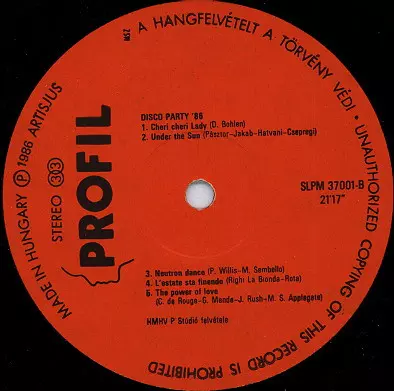 MSZ
A HANGFELVÉTELT A TÖRVÉNY VÉDI · UNAUTHORIZED COPYING OF THIS RECORD IS PROHIBITED
MADE IN HUNGARY Ⓟ 1986 ARTISJUS
STEREO 33
PROFIL
DISCO PARTY '86
1. Cheri cheri Lady (D. Bohlen)
2. Under the Sun (Pásztor-Jakab-Hatvani-Csepregi)
SLPM 37001-B
21'17"
3. Neutron dance (P. Willis-M. Sembello)
4. L'estate sta finendo (Righi La Bionda-Rota)
5. The power of love
(C. de Rouge-G. Mende-J. Rush-M. S. Applegate)
HMHV P Stúdió felvétele